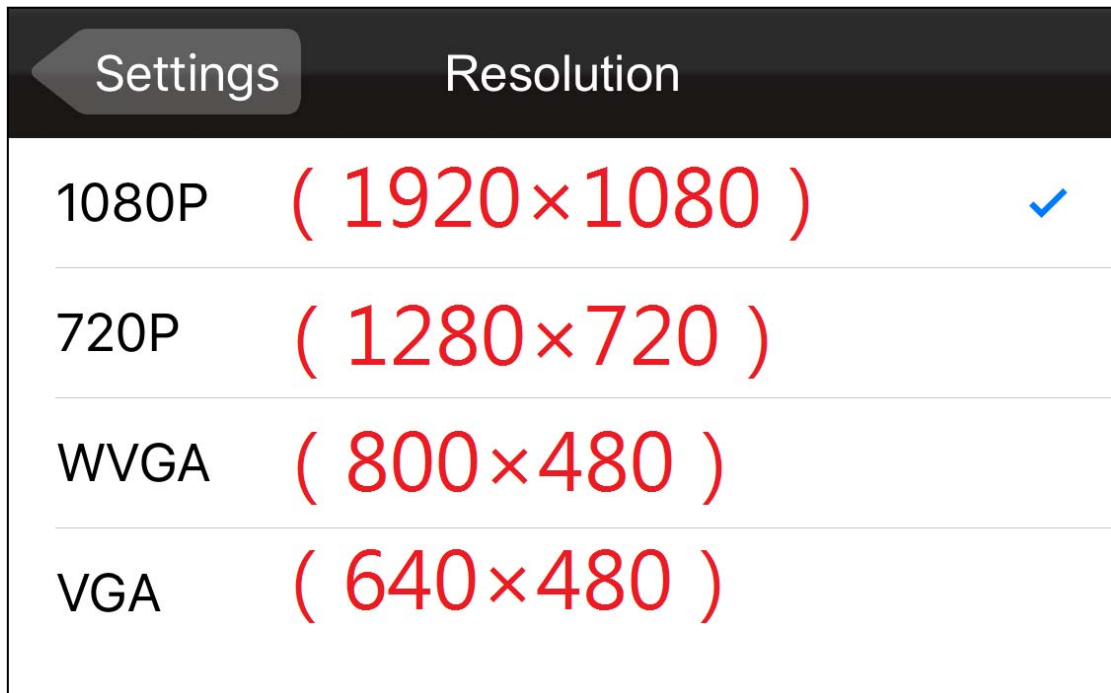 Settings Resolution
1080P ( 1920×1080 )
720P ( 1280×720 )
WVGA ( 800×480 )
VGA ( 640×480 )